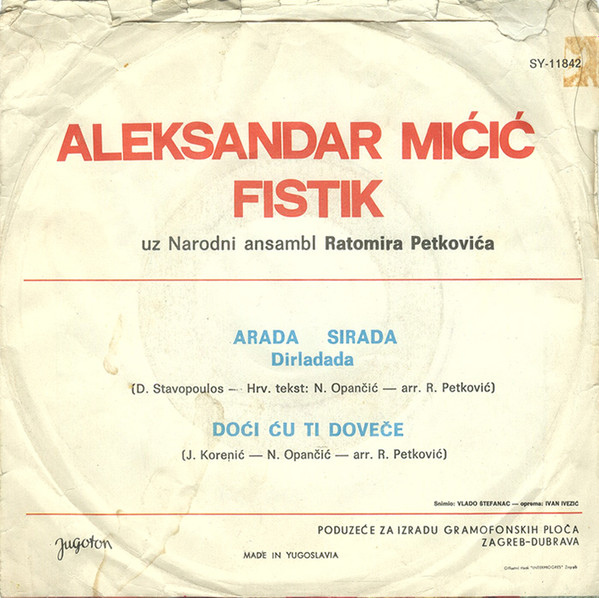 SY-11842
ALEKSANDAR MIĆIĆ
FISTIK
uz Narodni ansambl Ratomira Petkovića
ARADA SIRADA
Dirladada
(D. Stavopoulos — Hrv. tekst: N. Opančić — arr. R. Petković)
DOĆI ĆU TI DOVEČE
(J. Korenić — N. Opančić — arr. R. Petković)
Snimio: VLADO STEFANAC — oprema: IVAN IVEZIĆ
jugoton
PODUZEĆE ZA IZRADU GRAMOFONSKIH PLOČA
ZAGREB-DUBRAVA
MADE IN YUGOSLAVIA
Zagreb